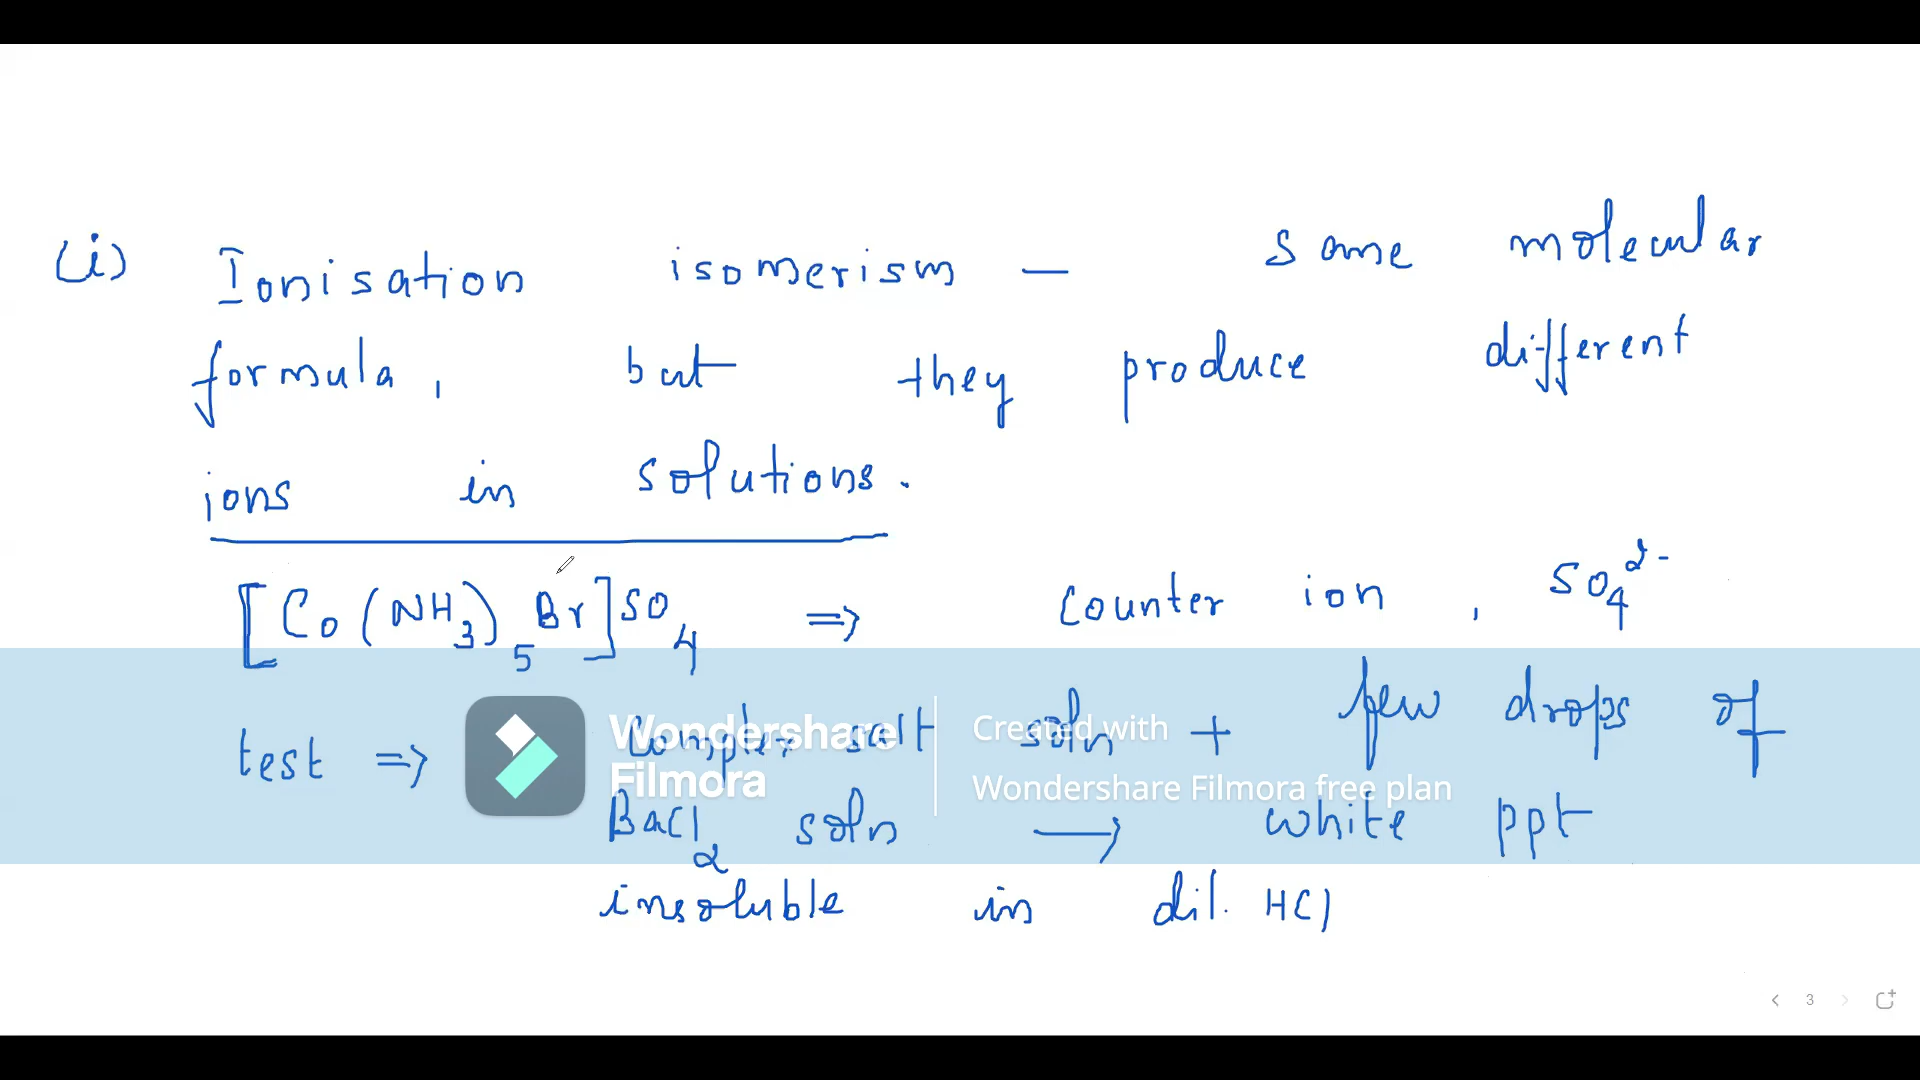 (i) Ionisation isomerism — same molecular
formula, but they produce different
ions in solutions.
[Co(NH₃)₅Br]SO₄ ⇒ counter ion, SO₄²⁻
test ⇒ Complex salt soln + few drops of
BaCl₂ soln → white ppt
insoluble in dil. HCl
Wondershare
Filmora
Created with
Wondershare Filmora free plan
3